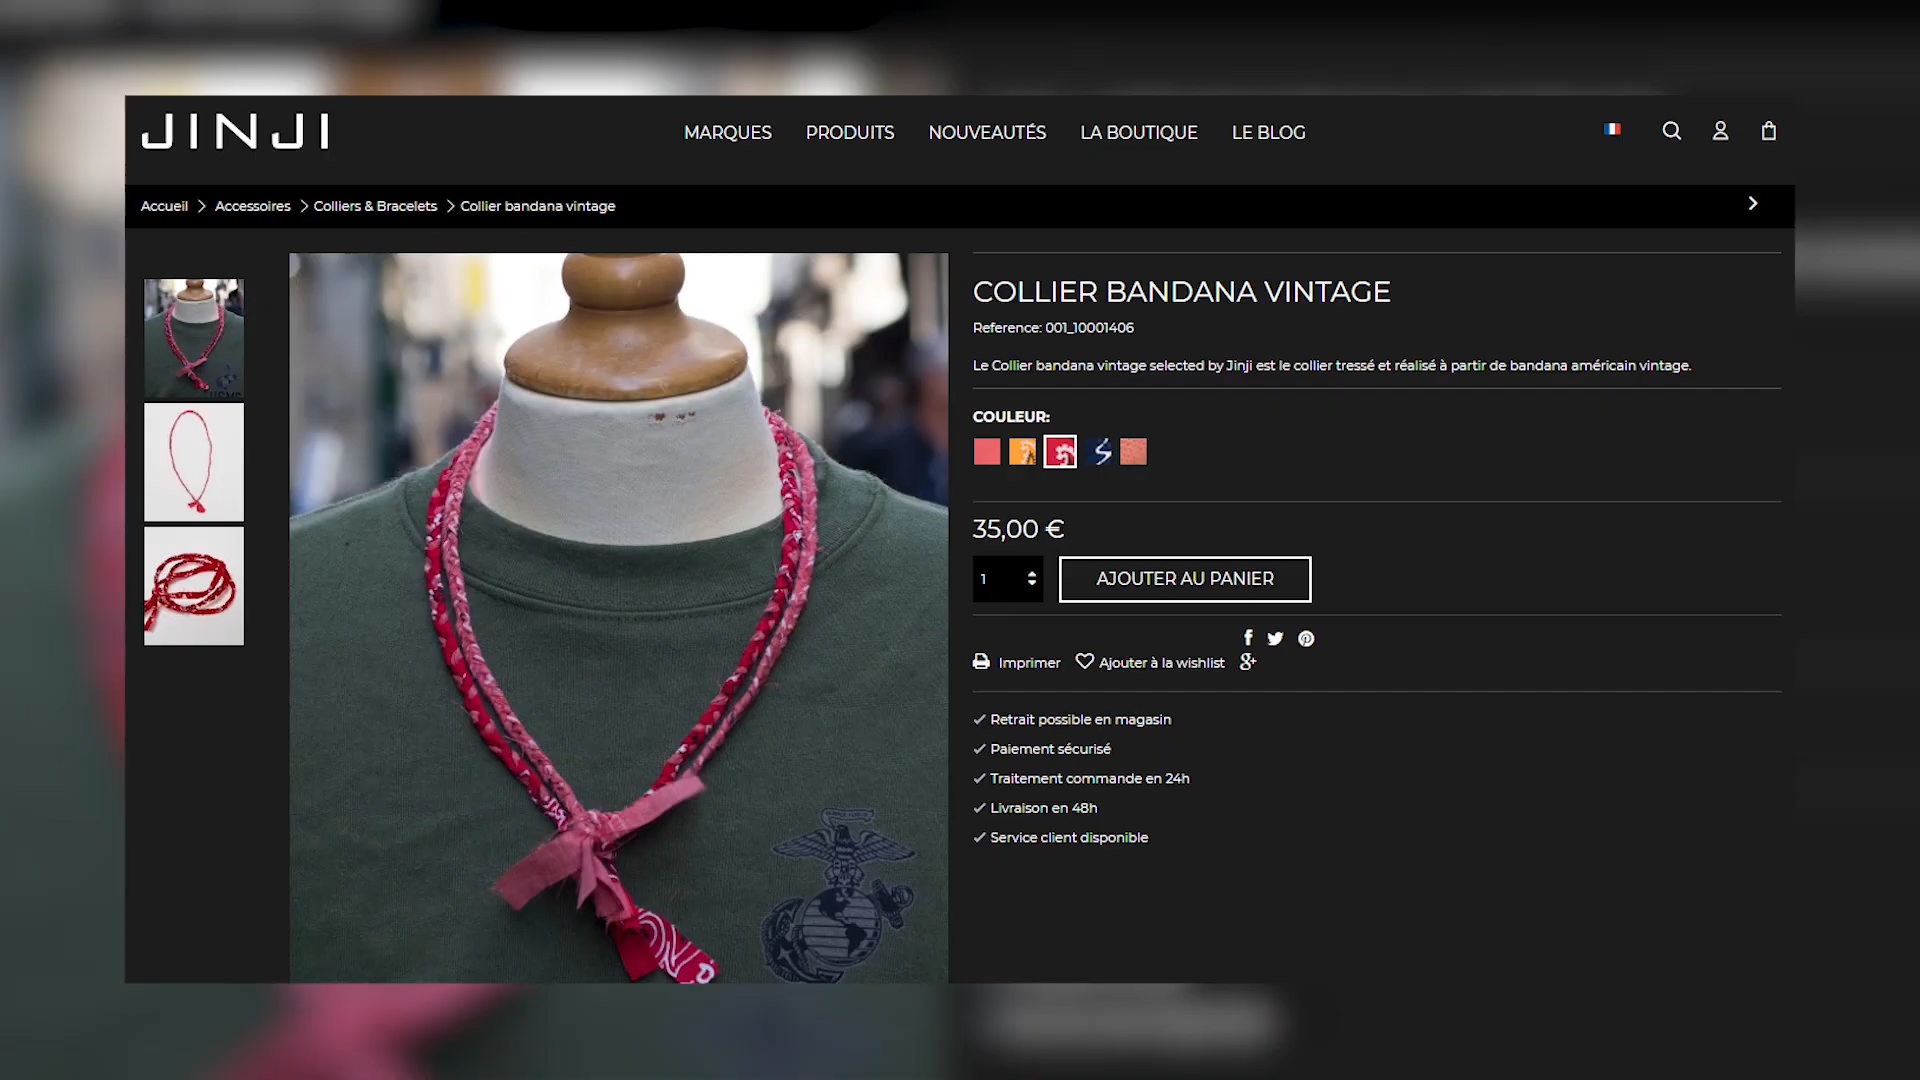 JINJI
MARQUES PRODUITS NOUVEAUTÉS LA BOUTIQUE LE BLOG
Accueil > Accessoires > Colliers & Bracelets > Collier bandana vintage
COLLIER BANDANA VINTAGE
Reference: 001_10001406
Le Collier bandana vintage selected by Jinji est le collier tressé et réalisé à partir de bandana américain vintage.
COULEUR:
35,00 €
1
AJOUTER AU PANIER
Imprimer
Ajouter à la wishlist
Retrait possible en magasin
Paiement sécurisé
Traitement commande en 24h
Livraison en 48h
Service client disponible